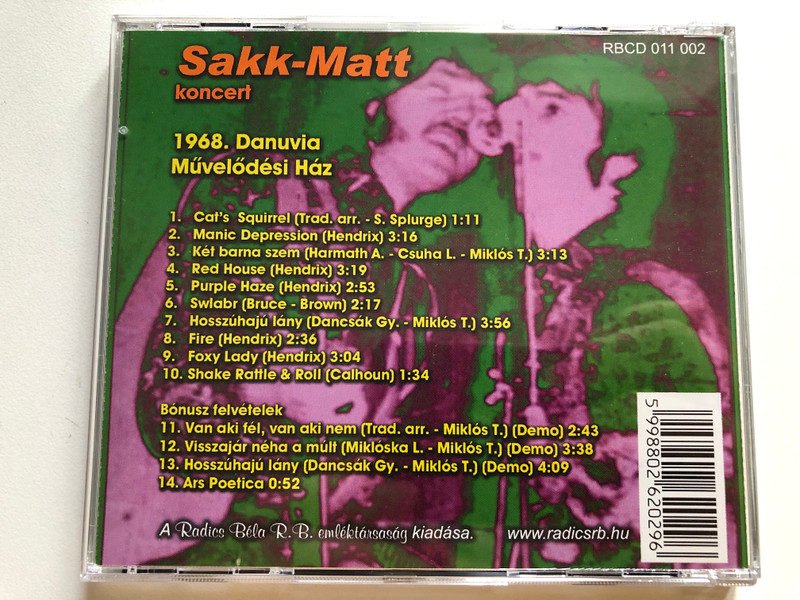 RBCD 011 002
Sakk-Matt
koncert
1968. Danuvia
Művelődési Ház
1. Cat's Squirrel (Trad. arr. - S. Splurge) 1:11
2. Manic Depression (Hendrix) 3:16
3. Két barna szem (Harmath A. - Csuha L. - Miklós T.) 3:13
4. Red House (Hendrix) 3:19
5. Purple Haze (Hendrix) 2:53
6. Swlabr (Bruce - Brown) 2:17
7. Hosszúhajú lány (Dancsák Gy. - Miklós T.) 3:56
8. Fire (Hendrix) 2:36
9. Foxy Lady (Hendrix) 3:04
10. Shake Rattle & Roll (Calhoun) 1:34
Bónusz felvételek
11. Van aki fél, van aki nem (Trad. arr. - Miklós T.) (Demo) 2:43
12. Visszajár néha a múlt (Miklóska L. - Miklós T.) (Demo) 3:38
13. Hosszúhajú lány (Dancsák Gy. - Miklós T.) (Demo) 4:09
14. Ars Poetica 0:52
A Radics Béla R.B. emléktársaság kiadása. www.radicsrb.hu
5998802620296